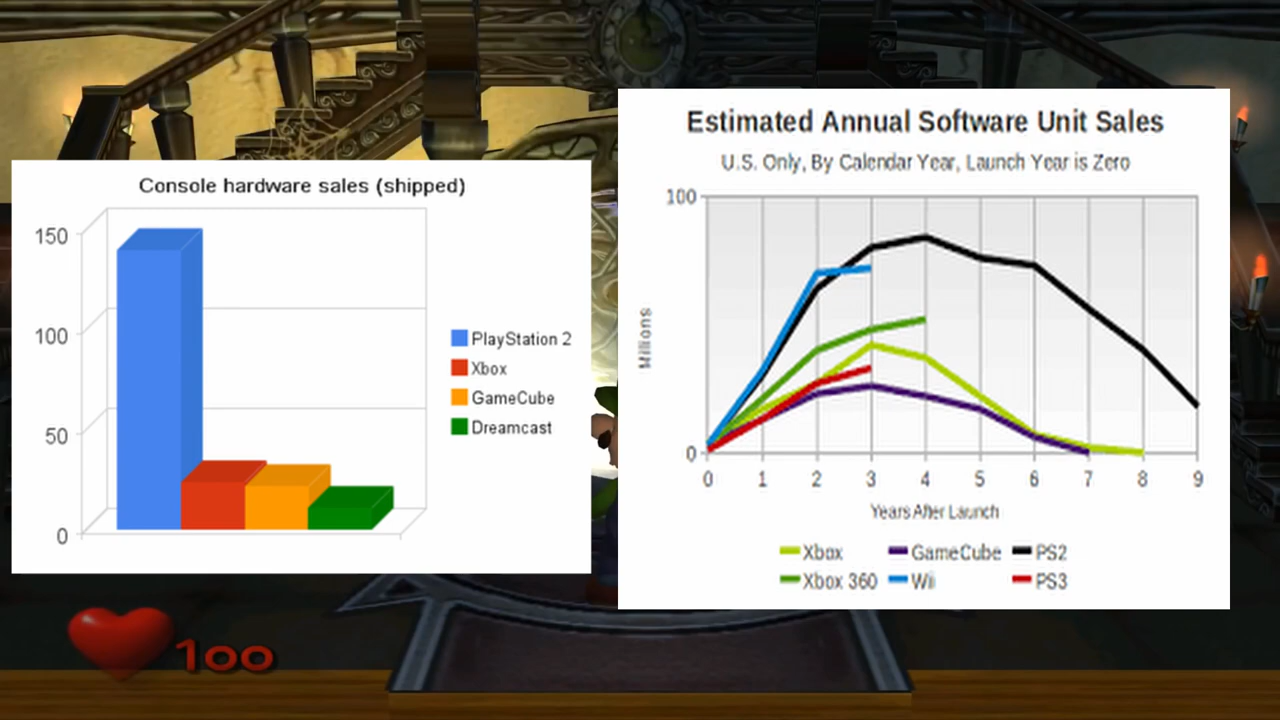 Console hardware sales (shipped)
150
100
50
0
PlayStation 2
Xbox
GameCube
Dreamcast
Estimated Annual Software Unit Sales
U.S. Only, By Calendar Year, Launch Year is Zero
100
0
Millions
0 1 2 3 4 5 6 7 8 9
Years After Launch
Xbox GameCube PS2
Xbox 360 Wii PS3
100